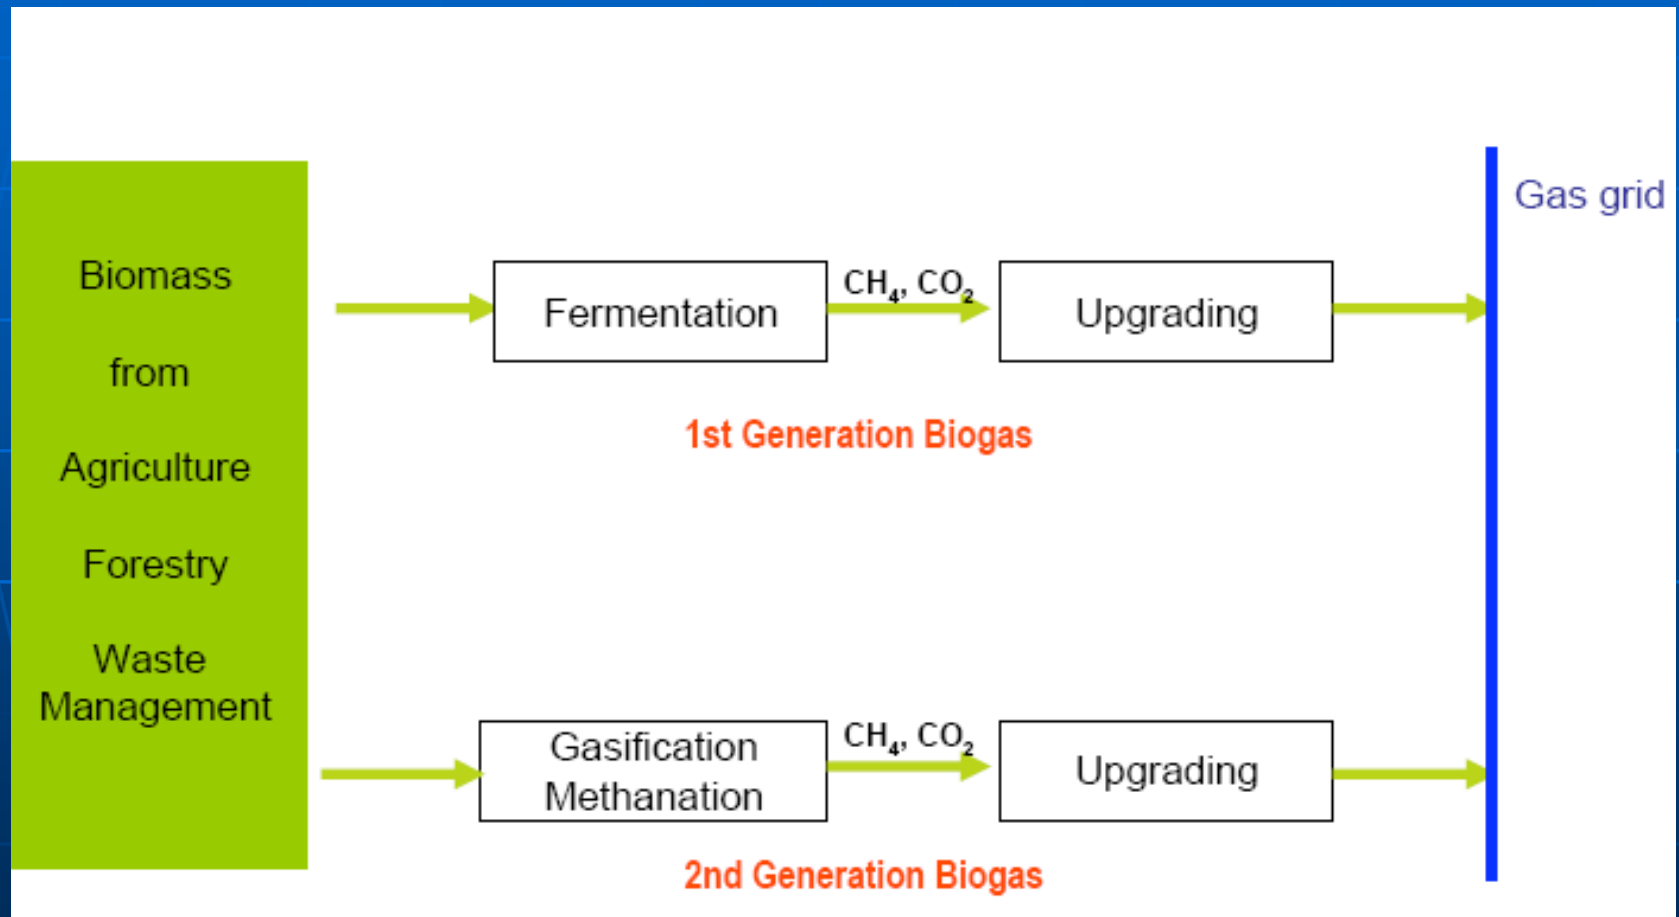 Biomass
from
Agriculture
Forestry
Waste
Management
Fermentation
CH₄, CO₂
Upgrading
Gas grid
1st Generation Biogas
Gasification
Methanation
CH₄, CO₂
Upgrading
2nd Generation Biogas